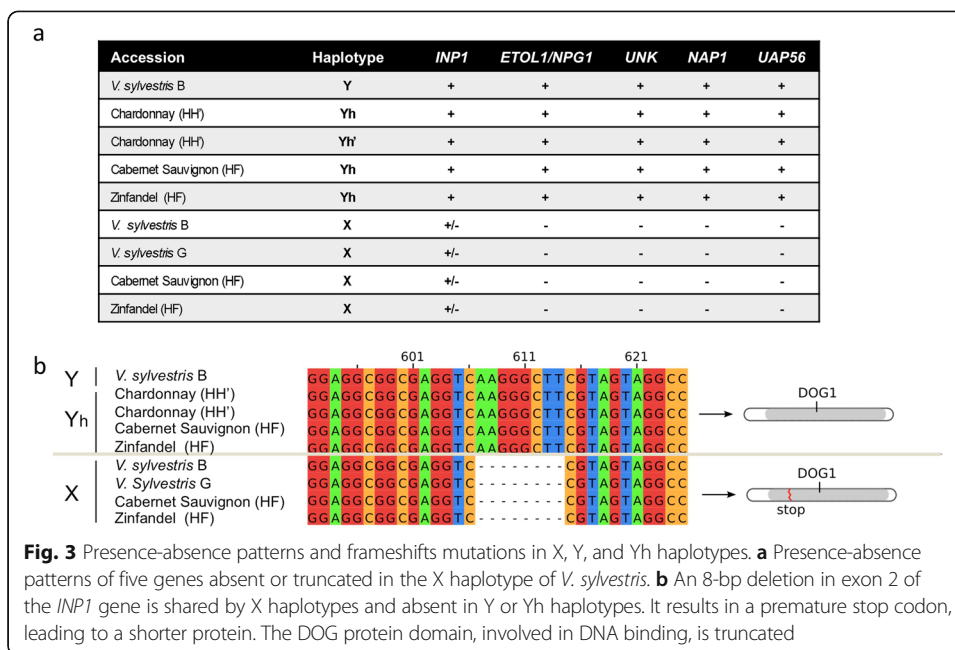 a
Accession Haplotype INP1 ETOL1/NPG1 UNK NAP1 UAP56
V. sylvestris B Y + + + + +
Chardonnay (HH') Yh + + + + +
Chardonnay (HH') Yh' + + + + +
Cabernet Sauvignon (HF) Yh + + + + +
Zinfandel (HF) Yh + + + + +
V. sylvestris B X +/- - - - -
V. sylvestris G X +/- - - - -
Cabernet Sauvignon (HF) X +/- - - - -
Zinfandel (HF) X +/- - - - -
b
601 611 621
Y V. sylvestris B GGAGGCGGCGAGGTCAAGGGCTTCGTAGTAGGCC
Chardonnay (HH') GGAGGCGGCGAGGTCAAGGGCTTCGTAGTAGGCC
Yh Chardonnay (HH') GGAGGCGGCGAGGTCAAGGGCTTCGTAGTAGGCC
Cabernet Sauvignon (HF) GGAGGCGGCGAGGTCAAGGGCTTCGTAGTAGGCC
Zinfandel (HF) GGAGGCGGCGAGGTCAAGGGCTTCGTAGTAGGCC
DOG1
V. sylvestris B GGAGGCGGCGAGGTC--------CGTAGTAGGCC
X V. Sylvestris G GGAGGCGGCGAGGTC--------CGTAGTAGGCC
Cabernet Sauvignon (HF) GGAGGCGGCGAGGTC--------CGTAGTAGGCC
Zinfandel (HF) GGAGGCGGCGAGGTC--------CGTAGTAGGCC
DOG1
stop
Fig. 3 Presence-absence patterns and frameshifts mutations in X, Y, and Yh haplotypes. a Presence-absence
patterns of five genes absent or truncated in the X haplotype of V. sylvestris. b An 8-bp deletion in exon 2 of
the INP1 gene is shared by X haplotypes and absent in Y or Yh haplotypes. It results in a premature stop codon,
leading to a shorter protein. The DOG protein domain, involved in DNA binding, is truncated